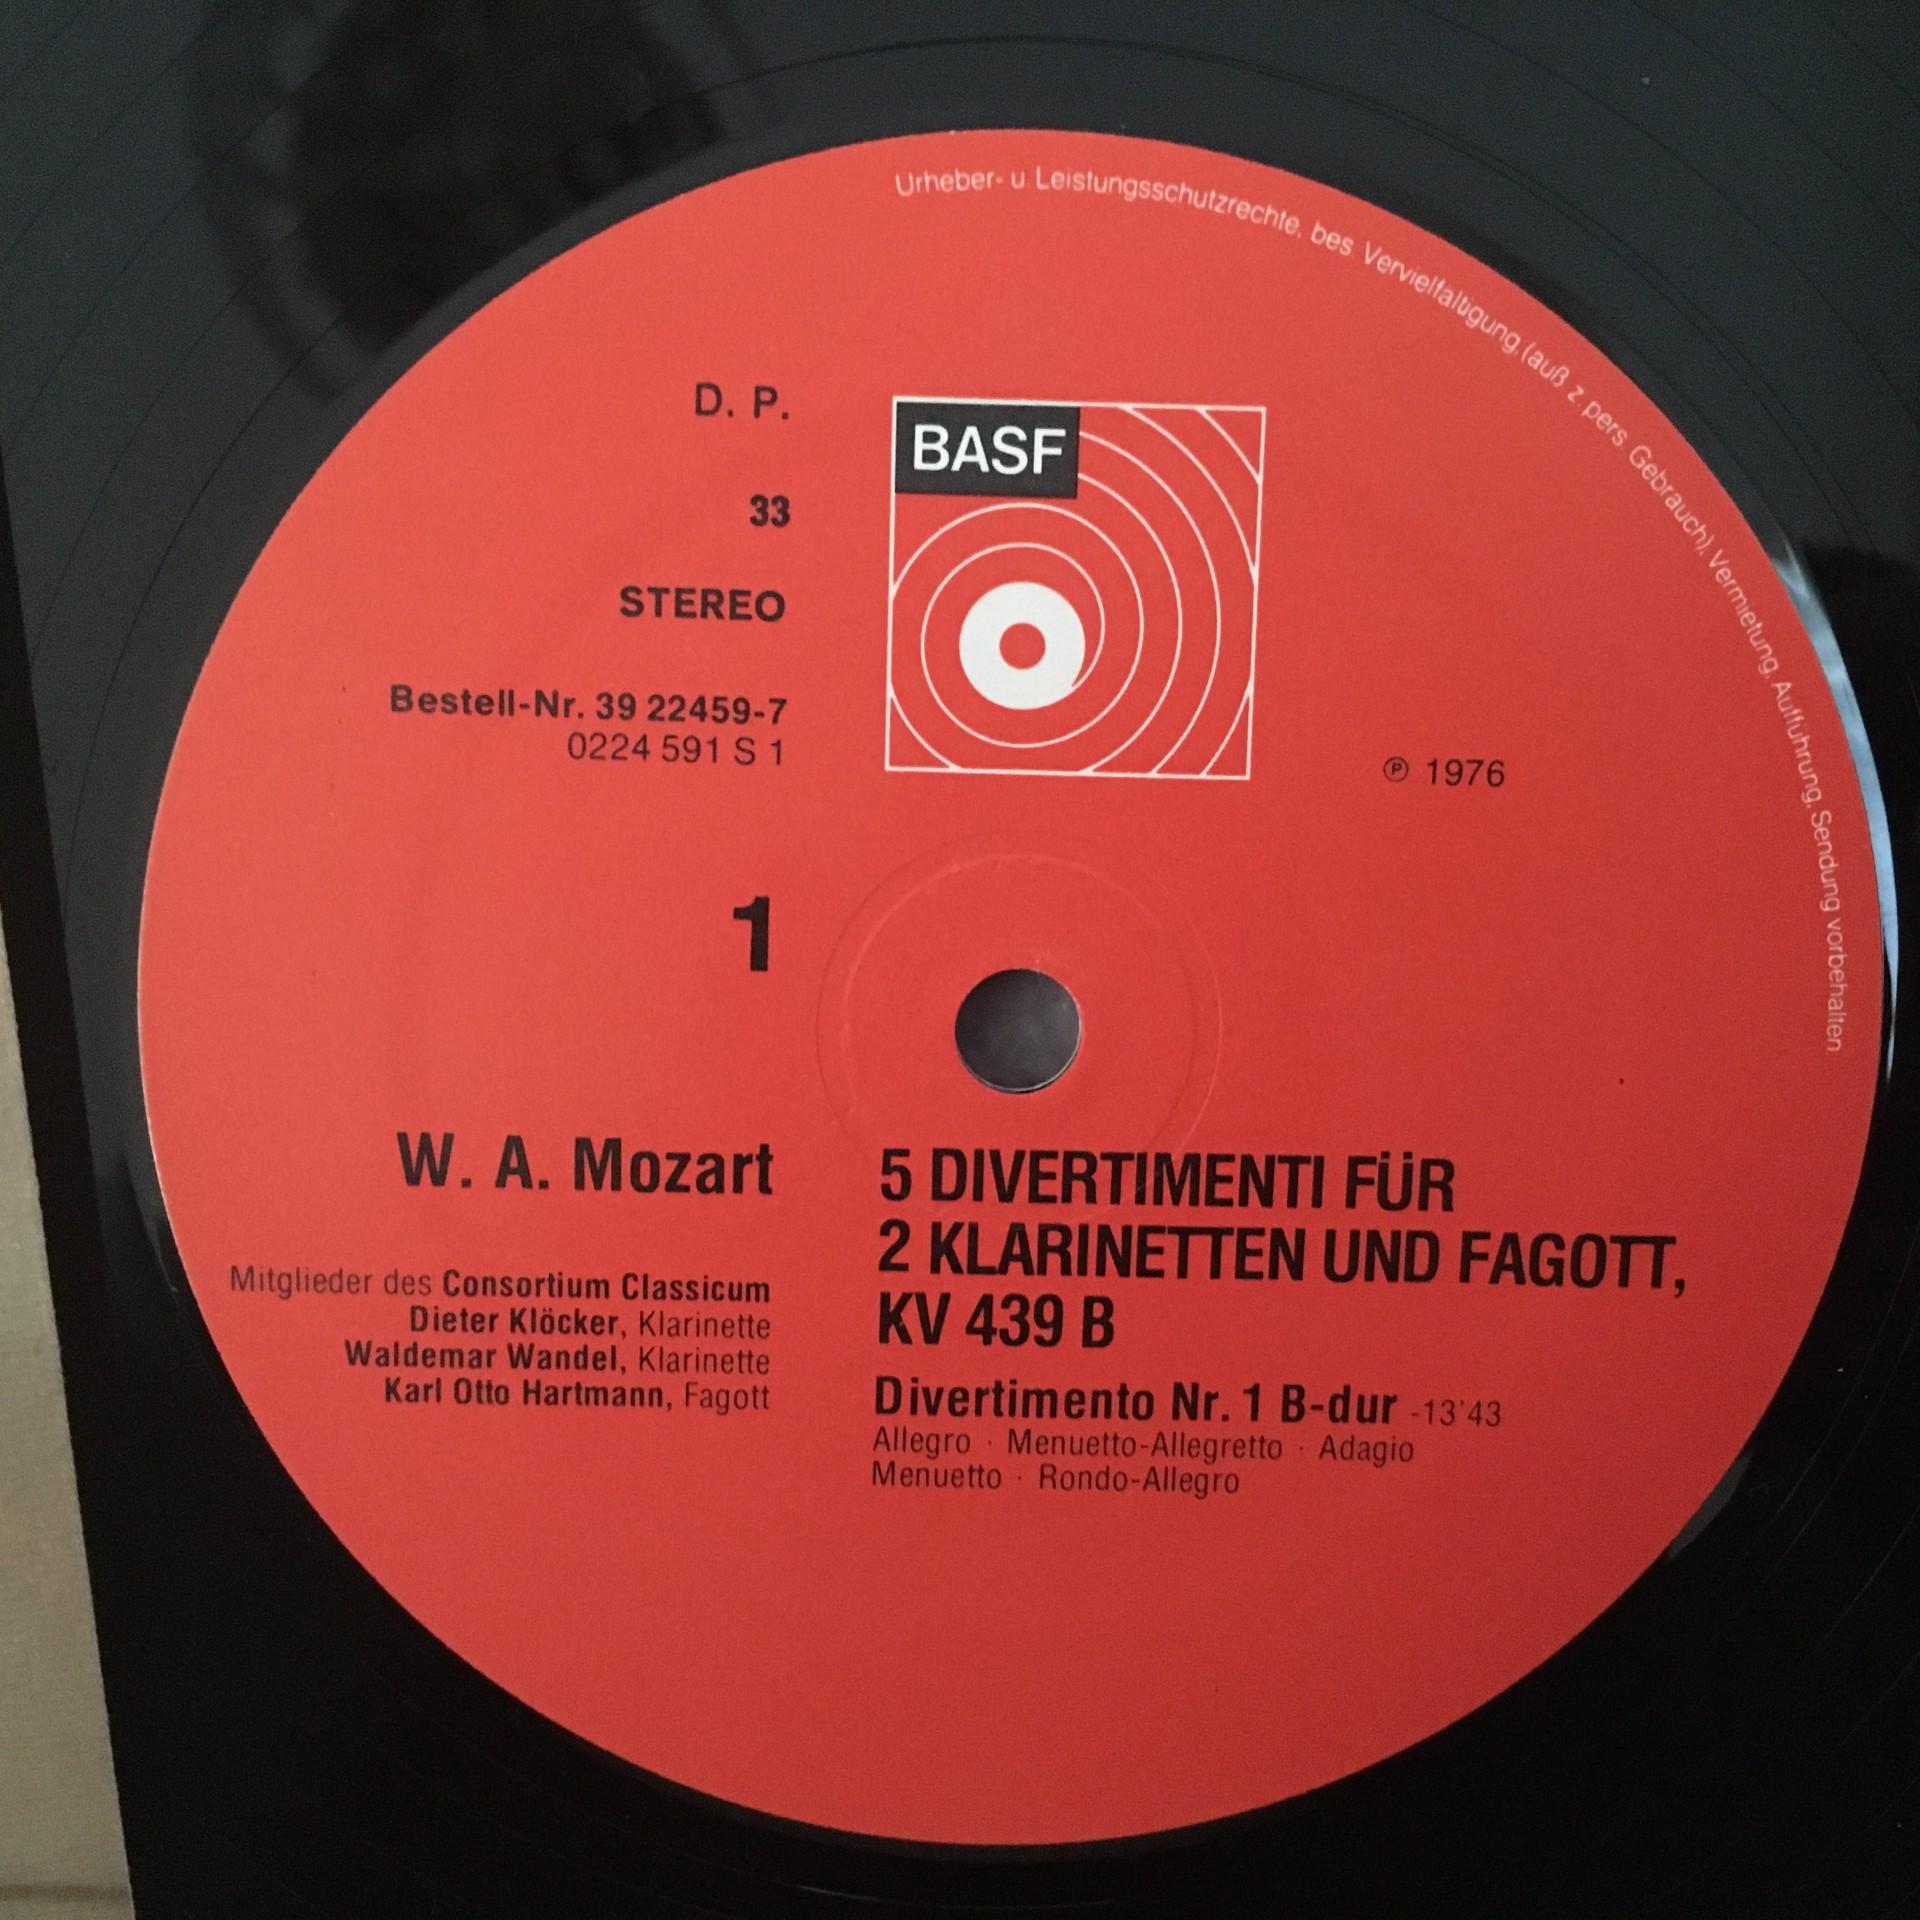 Urheber- u. Leistungsschutzrechte, bes. Vervielfältigung, (auß. z. pers. Gebrauch), Vermietung, Aufführung, Sendung vorbehalten
D. P.
BASF
33
STEREO
Bestell-Nr. 39 22459-7
0224 591 S 1
℗ 1976
1
W. A. Mozart
Mitglieder des Consortium Classicum
Dieter Klöcker, Klarinette
Waldemar Wandel, Klarinette
Karl Otto Hartmann, Fagott
5 DIVERTIMENTI FÜR
2 KLARINETTEN UND FAGOTT,
KV 439 B
Divertimento Nr. 1 B-dur -13'43
Allegro · Menuetto-Allegretto · Adagio
Menuetto · Rondo-Allegro